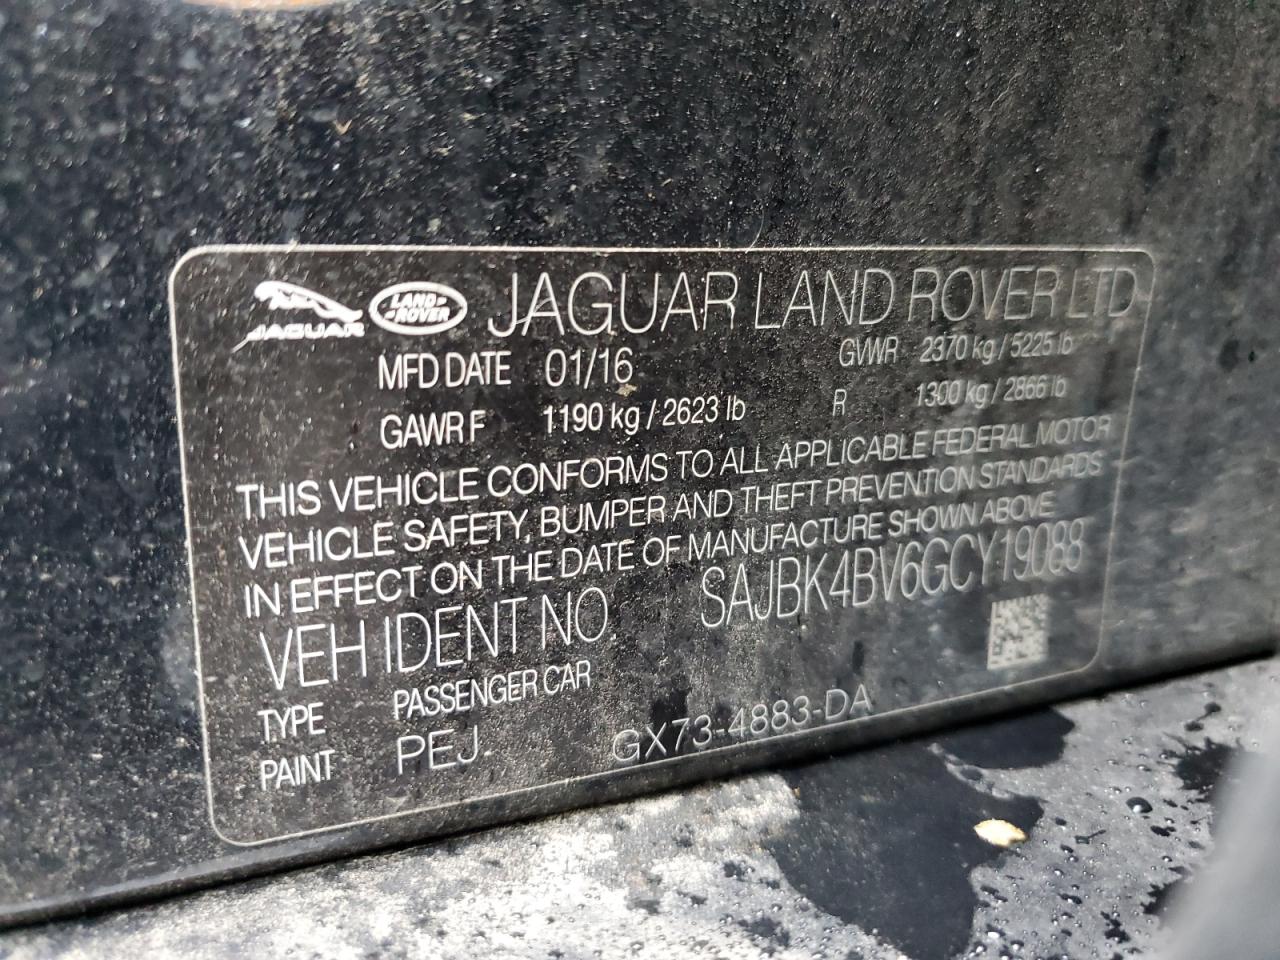 JAGUAR LAND ROVER JAGUAR LAND ROVER LTD
MFD DATE 01/16 GVWR 2370 kg / 5225 lb
GAWR F 1190 kg / 2623 lb R 1300 kg / 2866 lb
THIS VEHICLE CONFORMS TO ALL APPLICABLE FEDERAL MOTOR
VEHICLE SAFETY, BUMPER AND THEFT PREVENTION STANDARDS
IN EFFECT ON THE DATE OF MANUFACTURE SHOWN ABOVE
VEH IDENT NO. SAJBK4BV6GCY19088
TYPE PASSENGER CAR
PAINT PEJ GX73-4883-DA